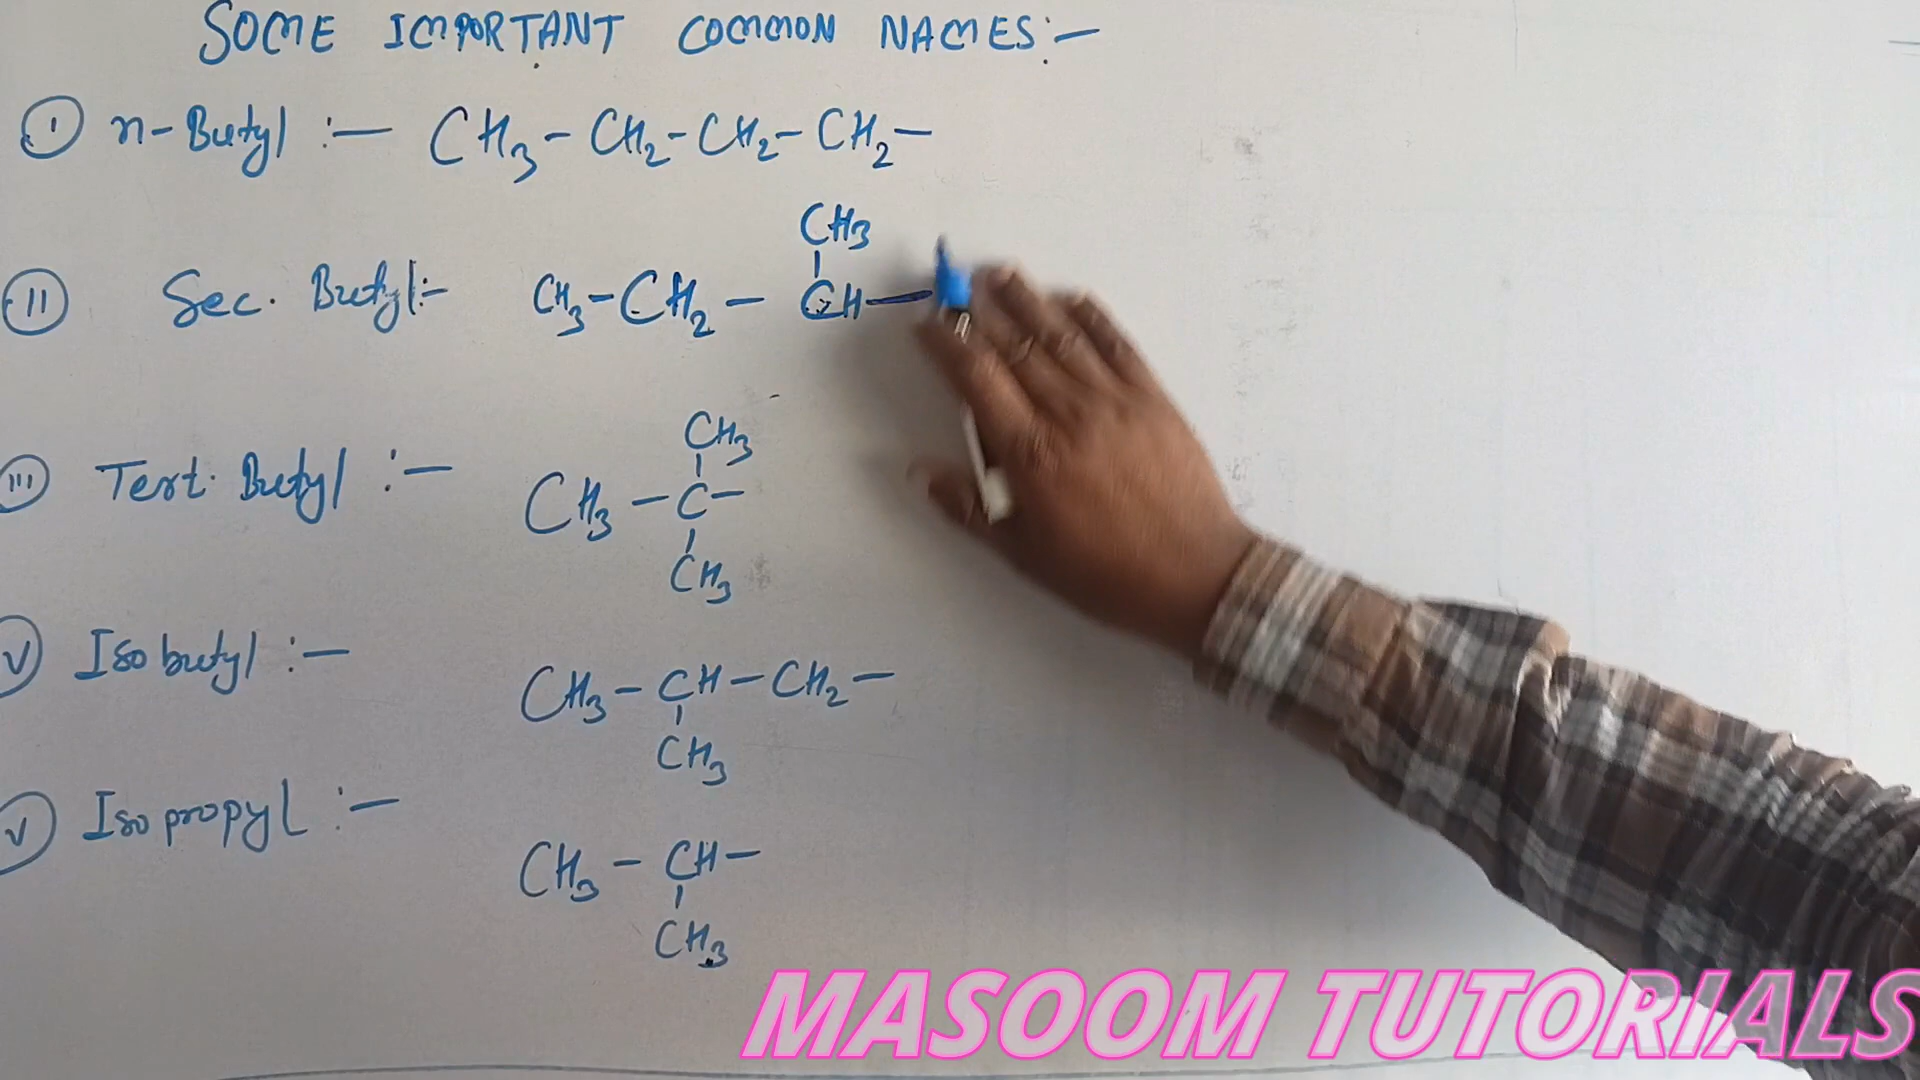 SOME IMPORTANT COMMON NAMES:-
I n-Butyl :- CH3-CH2-CH2-CH2-
CH3
II Sec. Butyl:- CH3-CH2-CH-
CH3
III Tert. Butyl :- CH3-C-
CH3
V Isobutyl :- CH3-CH-CH2-
CH3
V Isopropyl :- CH3-CH-
CH3
MASOOM TUTORIALS